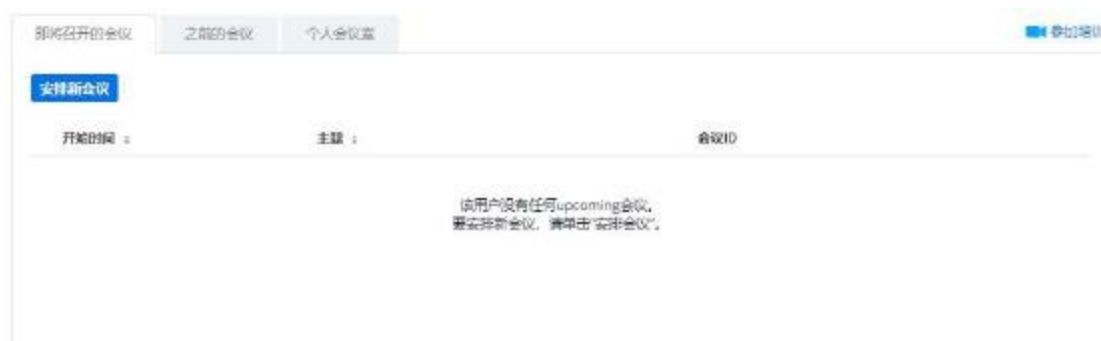 即将召开的会议
之前的会议
个人会议室
参加培训
安排新会议
开始时间
主题
会议ID
该用户没有任何upcoming会议。
要安排新会议，请单击"安排会议"。